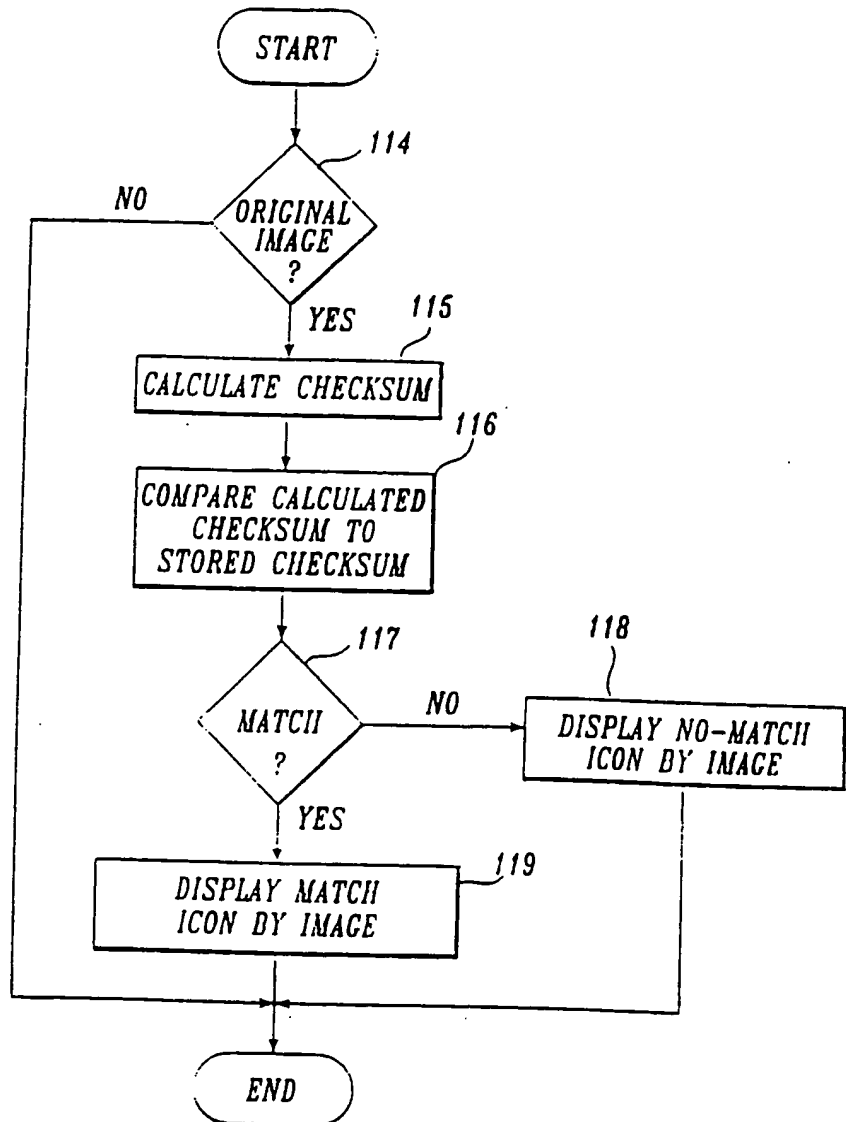 START
114
NO
ORIGINAL
IMAGE
?
YES
115
CALCULATE CHECKSUM
116
COMPARE CALCULATED
CHECKSUM TO
STORED CHECKSUM
117
118
MATCH
?
NO
DISPLAY NO-MATCH
ICON BY IMAGE
YES
119
DISPLAY MATCH
ICON BY IMAGE
END